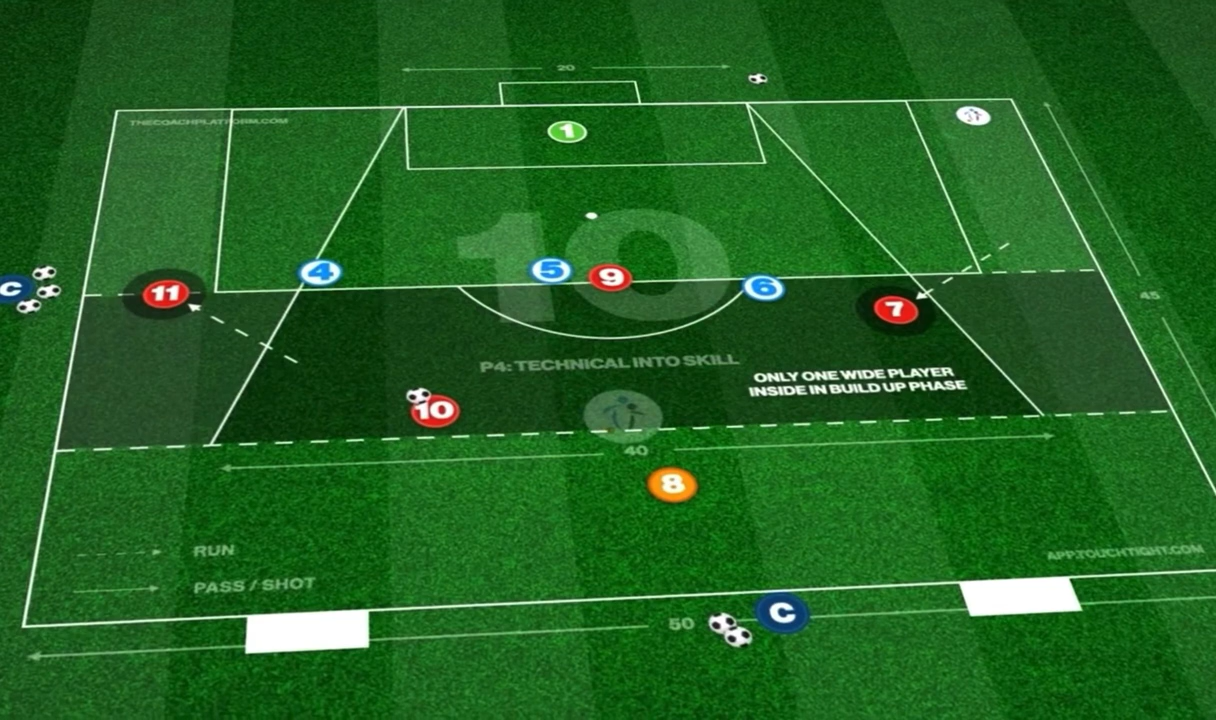 20
THECOACHPLATFORM.COM
1
10
4
5
9
6
C
11
7
45
P4: TECHNICAL INTO SKILL
ONLY ONE WIDE PLAYER
INSIDE IN BUILD UP PHASE
10
40
8
RUN
APP.TOUCHTIGHT.COM
PASS / SHOT
C
50